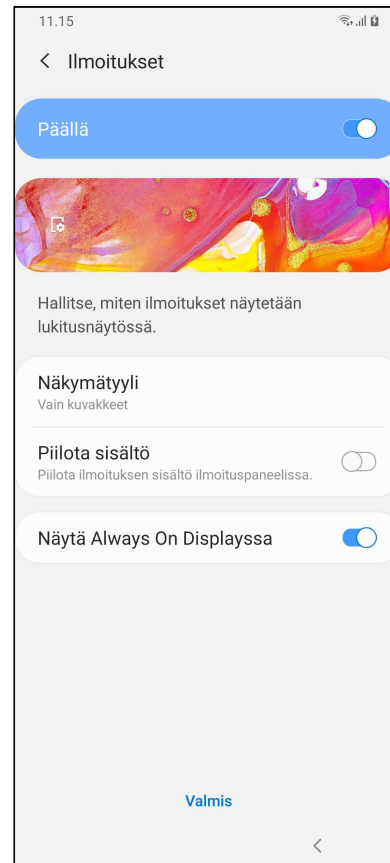 11.15
Ilmoitukset
Päällä
Hallitse, miten ilmoitukset näytetään
lukitusnäytössä.
Näkymätyyli
Vain kuvakkeet
Piilota sisältö
Piilota ilmoituksen sisältö ilmoituspaneelissa.
Näytä Always On Displayssa
Valmis